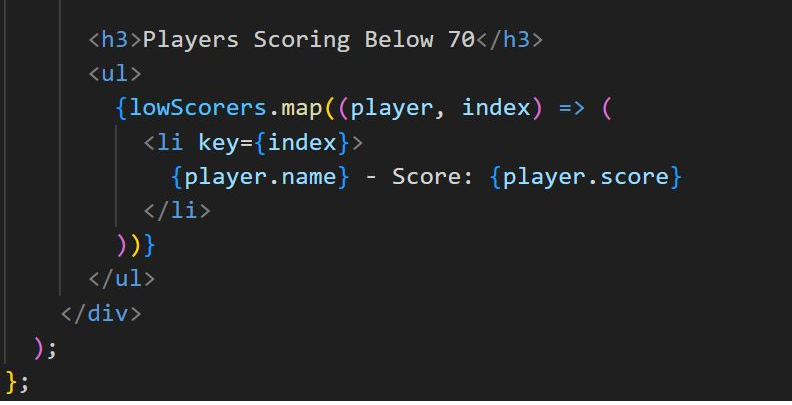 <h3>Players Scoring Below 70</h3>
<ul>
{lowScorers.map((player, index) => (
<li key={index}>
{player.name} - Score: {player.score}
</li>
))}
</ul>
</div>
);
};